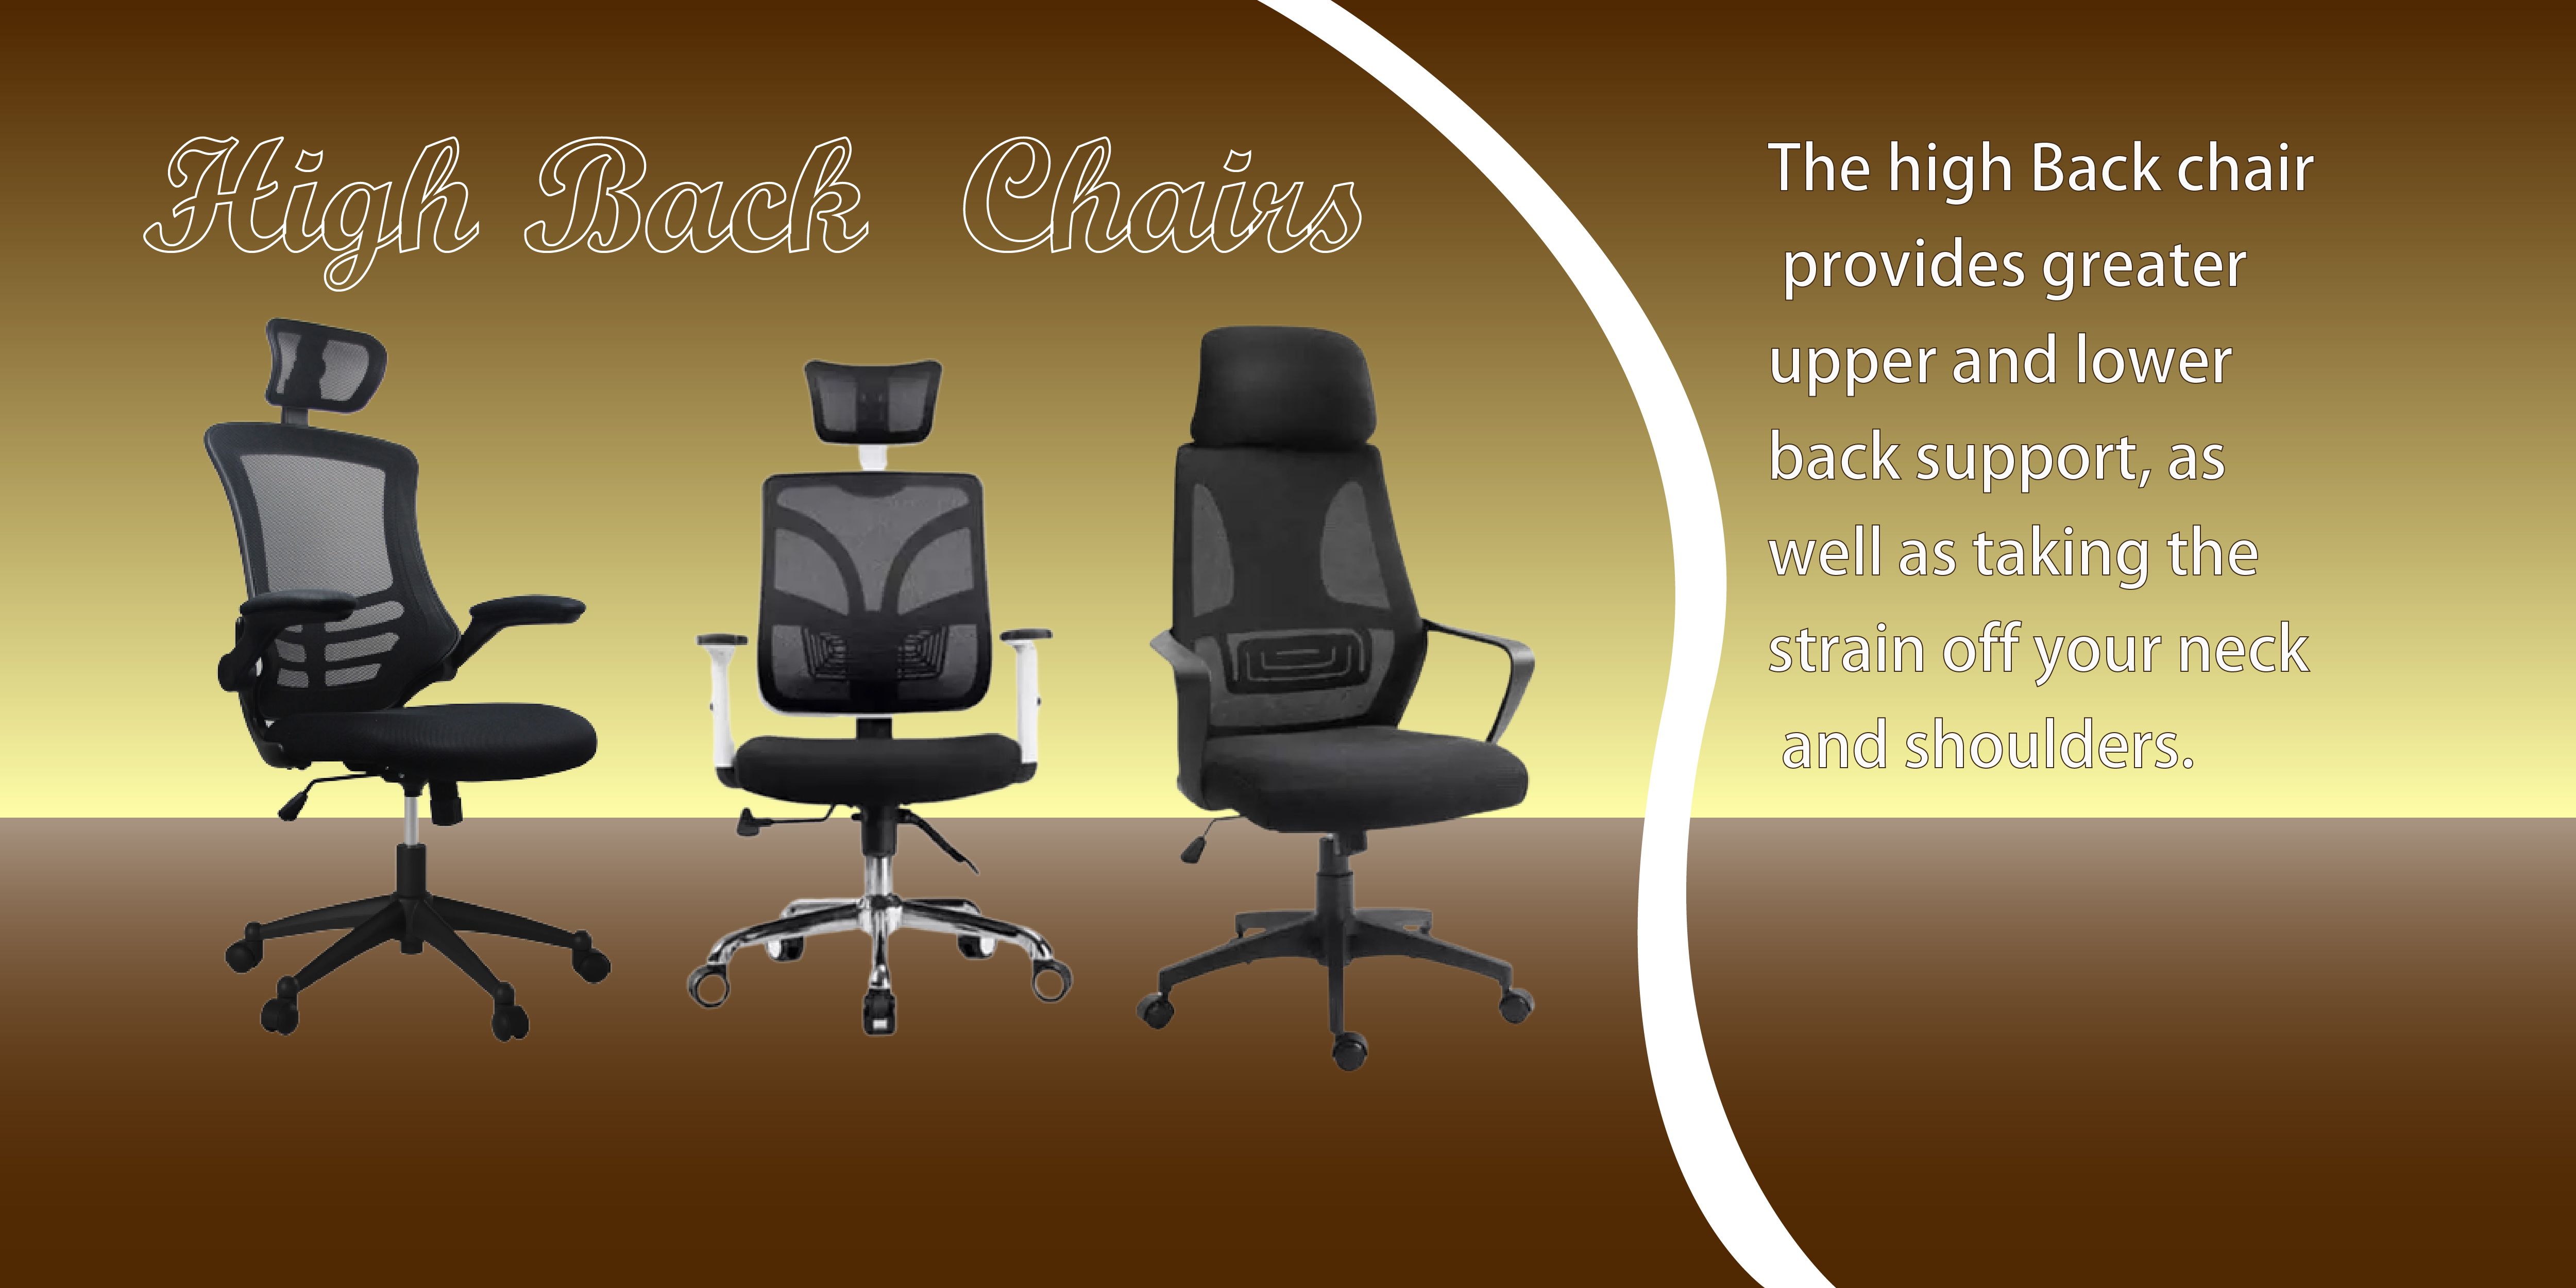 High Back Chairs
The high Back chair
provides greater
upper and lower
back support, as
well as taking the
strain off your neck
and shoulders.